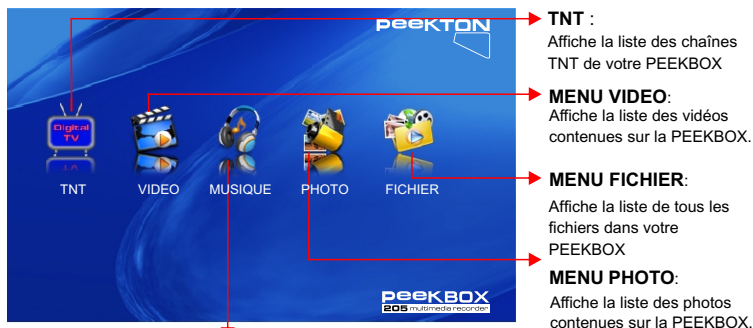 PEEKTON
Digital
TV
TNT
VIDEO
MUSIQUE
PHOTO
FICHIER
PEEKBOX
205 multimedia recorder
TNT :
Affiche la liste des chaînes
TNT de votre PEEKBOX
MENU VIDEO:
Affiche la liste des vidéos
contenues sur la PEEKBOX.
MENU FICHIER:
Affiche la liste de tous les
fichiers dans votre
PEEKBOX
MENU PHOTO:
Affiche la liste des photos
contenues sur la PEEKBOX.